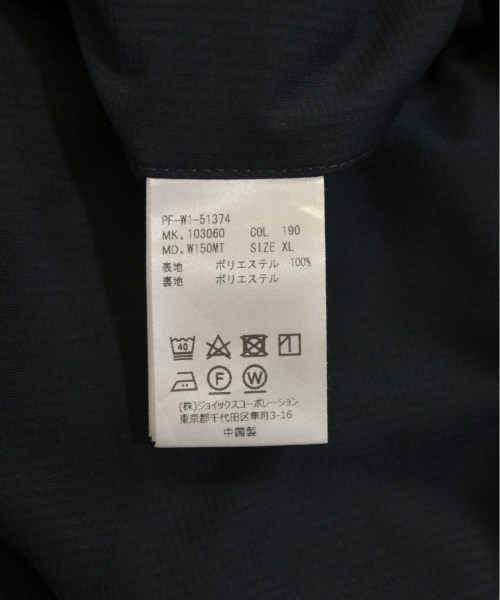 PF-W1-51374
MK. 103060 COL 190
MD. W150MT SIZE XL
表地 ポリエステル 100%
裏地 ポリエステル
40
F W
(株)ジョイックスコーポレーション
東京都千代田区隼町3-16
中国製